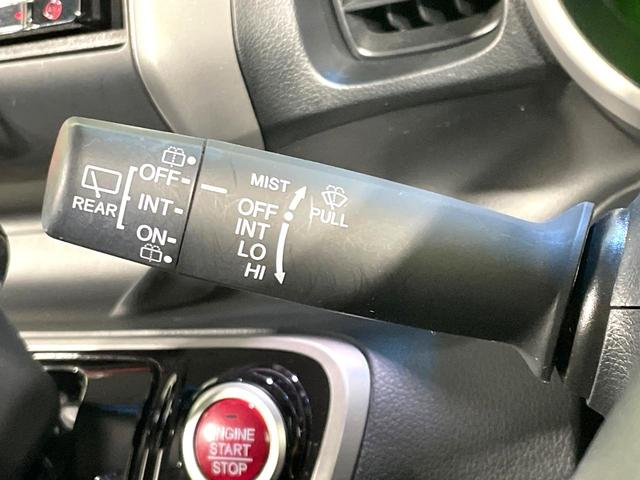 REAR
OFF
INT
ON
MIST
OFF
INT
LO
HI
PULL
ENGINE
START
STOP